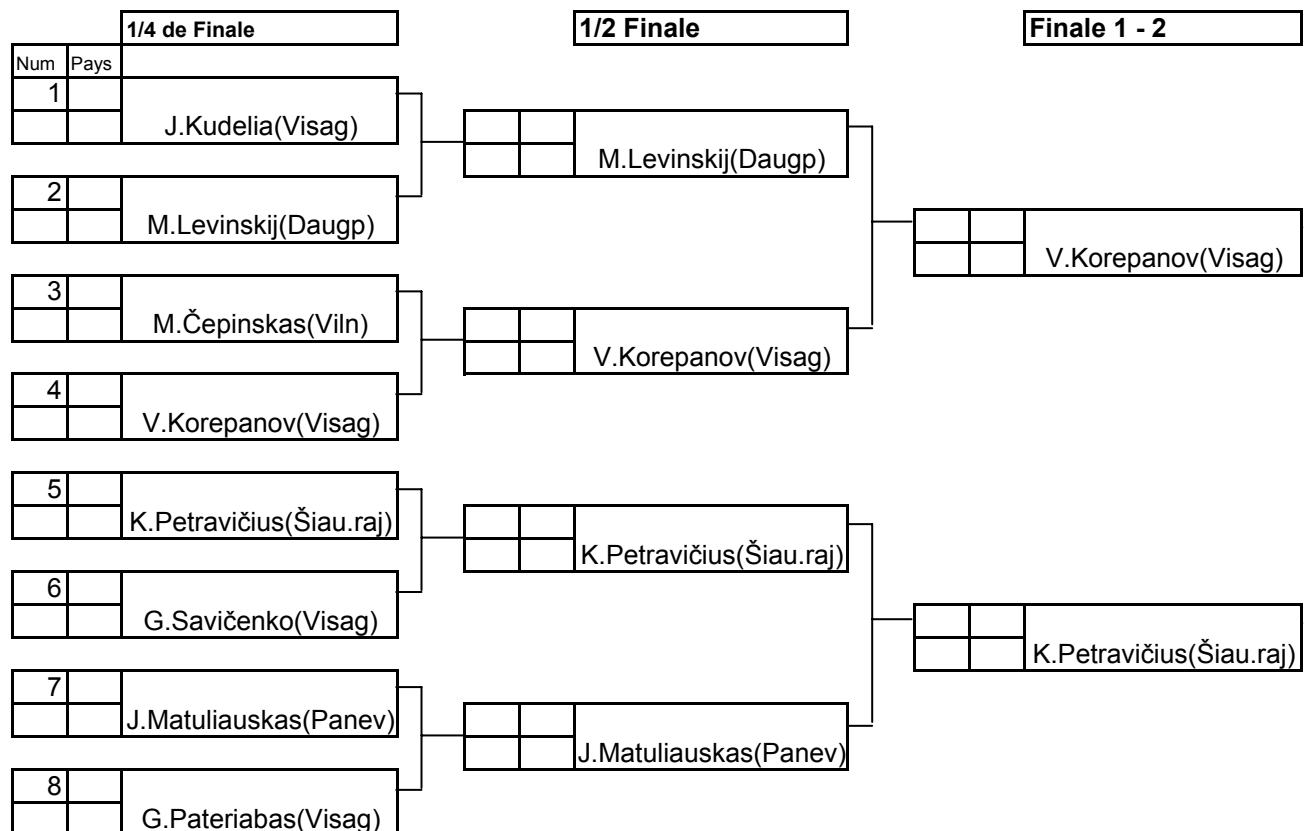 1/4 de Finale 1/2 Finale Finale 1 - 2
Num Pays
1
J.Kudelia(Visag)
M.Levinskij(Daugp)
2
M.Levinskij(Daugp)
V.Korepanov(Visag)
3
M.Čepinskas(Viln)
V.Korepanov(Visag)
4
V.Korepanov(Visag)
5
K.Petravičius(Šiau.raj)
K.Petravičius(Šiau.raj)
6
G.Savičenko(Visag)
K.Petravičius(Šiau.raj)
7
J.Matuliauskas(Panev)
J.Matuliauskas(Panev)
8
G.Pateriabas(Visag)